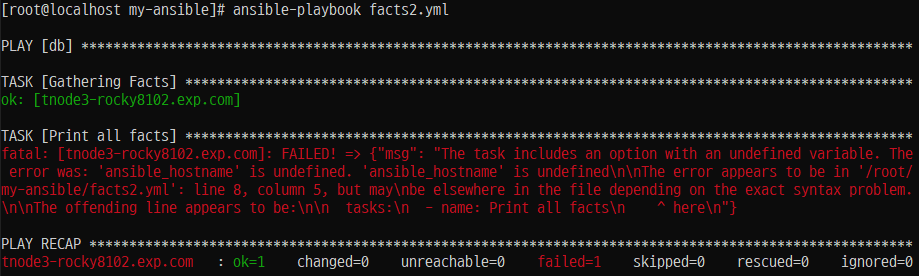 [root@localhost my-ansible]# ansible-playbook facts2.yml
PLAY [db] *******************************************************************************************************
TASK [Gathering Facts] ******************************************************************************************
ok: [tnode3-rocky8102.exp.com]
TASK [Print all facts] ******************************************************************************************
fatal: [tnode3-rocky8102.exp.com]: FAILED! => {"msg": "The task includes an option with an undefined variable. The
error was: 'ansible_hostname' is undefined. 'ansible_hostname' is undefined\n\nThe error appears to be in '/root/
my-ansible/facts2.yml': line 8, column 5, but may\nbe elsewhere in the file depending on the exact syntax problem.
\n\nThe offending line appears to be:\n\n  tasks:\n  - name: Print all facts\n    ^ here\n"}
PLAY RECAP ******************************************************************************************************
tnode3-rocky8102.exp.com   : ok=1    changed=0    unreachable=0    failed=1    skipped=0    rescued=0    ignored=0